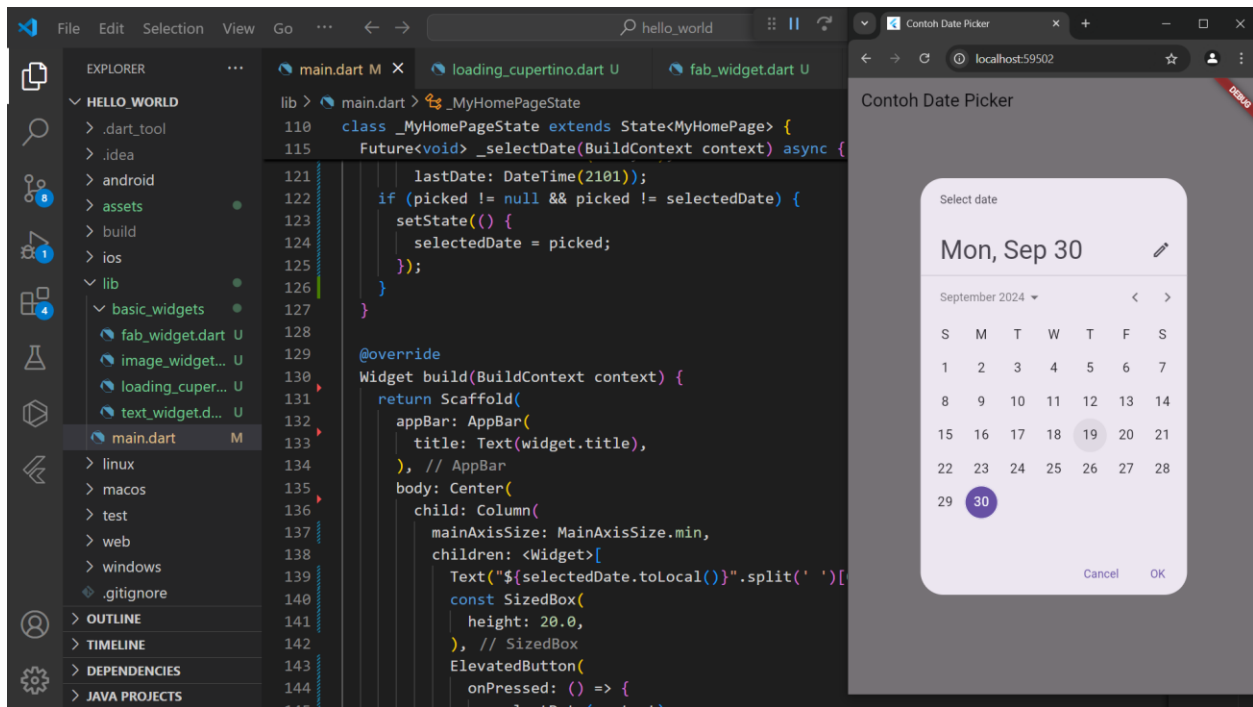 File Edit Selection View Go ··· hello_world
EXPLORER ···
HELLO_WORLD
.dart_tool
.idea
android
assets
build
ios
lib
basic_widgets
fab_widget.dart U
image_widget... U
loading_cuper... U
text_widget.d... U
main.dart M
linux
macos
test
web
windows
.gitignore
OUTLINE
TIMELINE
DEPENDENCIES
JAVA PROJECTS
8
1
4
main.dart M loading_cupertino.dart U fab_widget.dart U
lib > main.dart > _MyHomePageState
110 class _MyHomePageState extends State<MyHomePage> {
115 Future<void> _selectDate(BuildContext context) async {
121 lastDate: DateTime(2101));
122 if (picked != null && picked != selectedDate) {
123 setState(() {
124 selectedDate = picked;
125 });
126 }
127 }
128
129 @override
130 Widget build(BuildContext context) {
131 return Scaffold(
132 appBar: AppBar(
133 title: Text(widget.title),
134 ), // AppBar
135 body: Center(
136 child: Column(
137 mainAxisSize: MainAxisSize.min,
138 children: <Widget>[
139 Text("${selectedDate.toLocal()}".split(' ')[
140 const SizedBox(
141 height: 20.0,
142 ), // SizedBox
143 ElevatedButton(
144 onPressed: () => {
Contoh Date Picker
localhost:59502
Contoh Date Picker
DEBUG
Select date
Mon, Sep 30
September 2024
S M T W T F S
1 2 3 4 5 6 7
8 9 10 11 12 13 14
15 16 17 18 19 20 21
22 23 24 25 26 27 28
29 30
Cancel OK